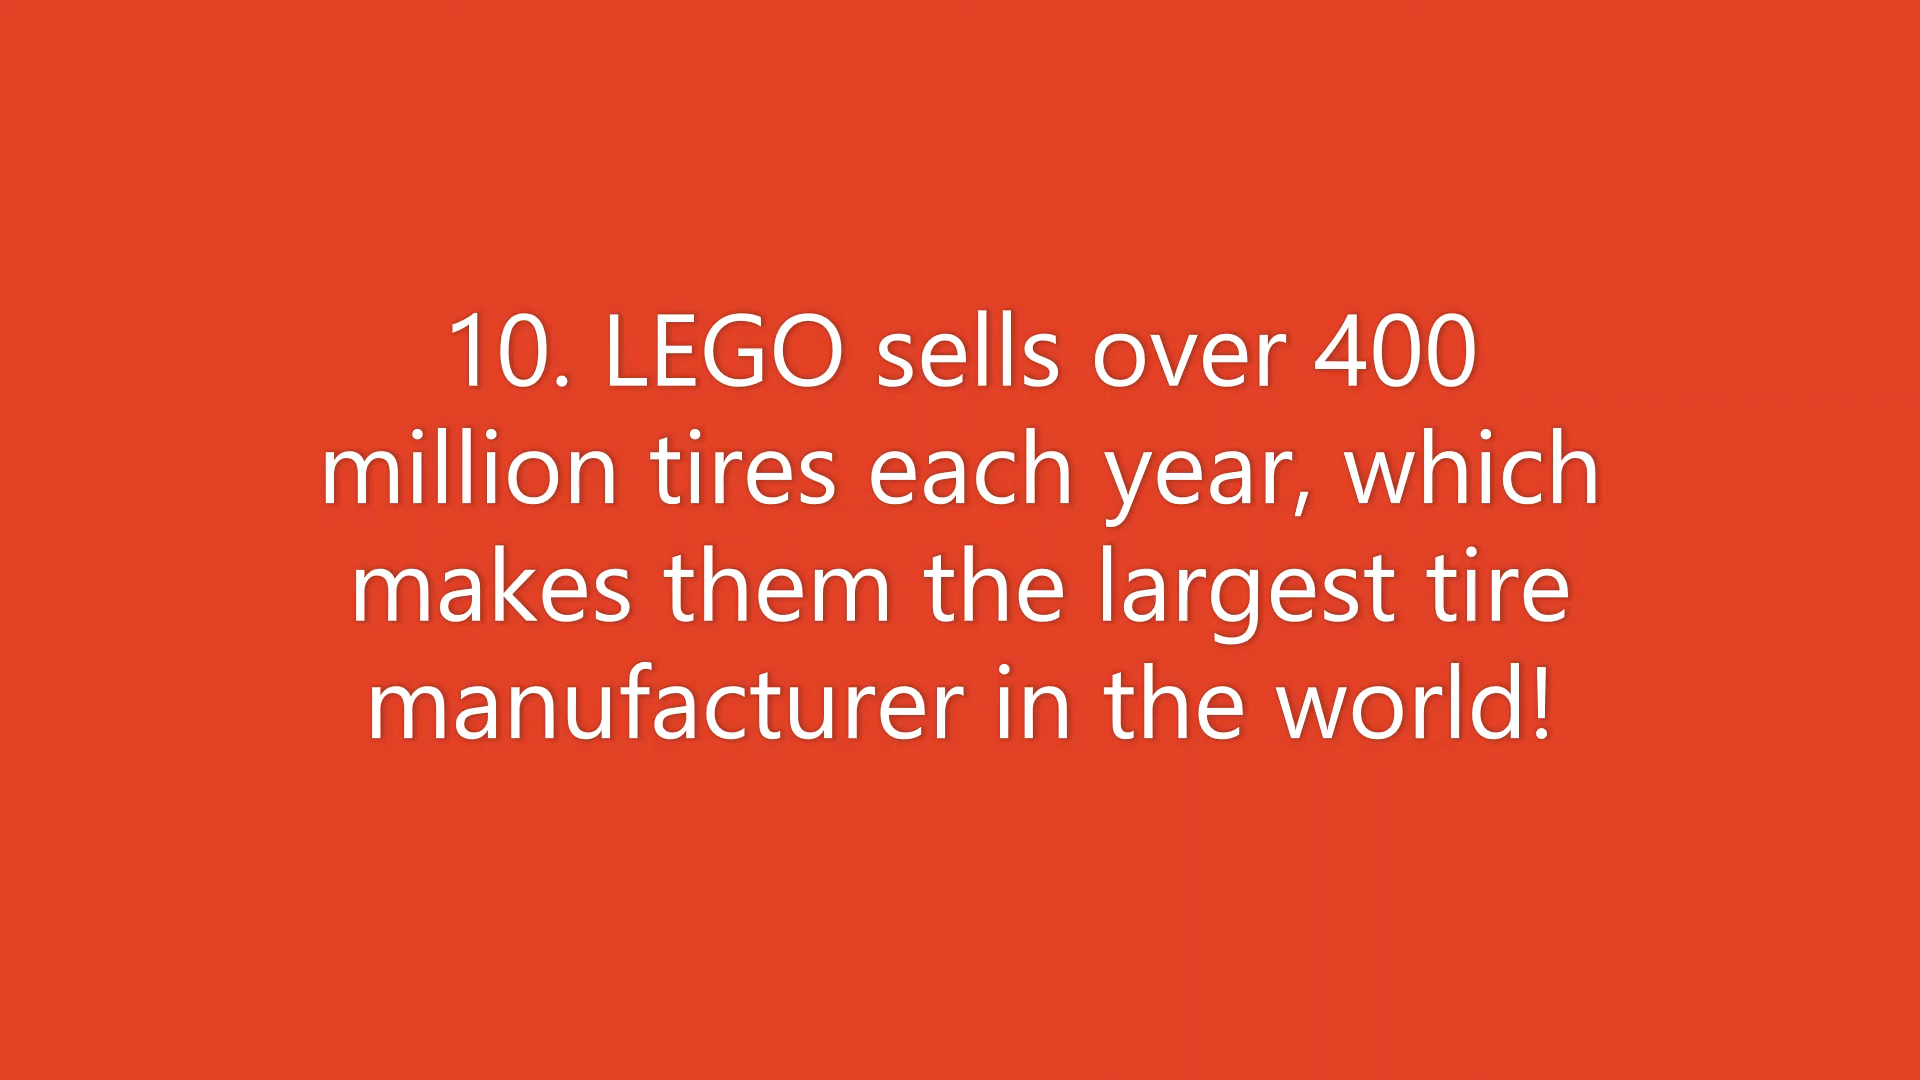 10. LEGO sells over 400
million tires each year, which
makes them the largest tire
manufacturer in the world!